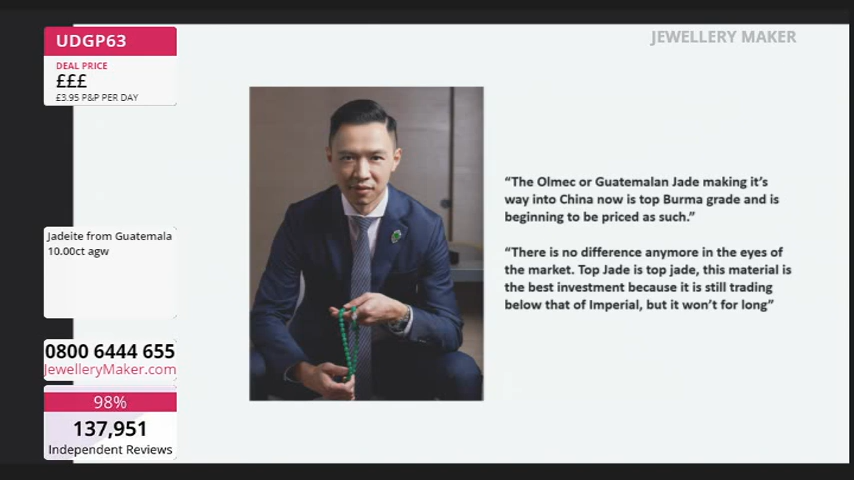 UDGP63
DEAL PRICE
£££
£3.95 P&P PER DAY
JEWELLERY MAKER
“The Olmec or Guatemalan Jade making it’s
way into China now is top Burma grade and is
beginning to be priced as such.”
“There is no difference anymore in the eyes of
the market. Top Jade is top jade, this material is
the best investment because it is still trading
below that of Imperial, but it won’t for long”
Jadeite from Guatemala
10.00ct agw
0800 6444 655
JewelleryMaker.com
98%
137,951
Independent Reviews